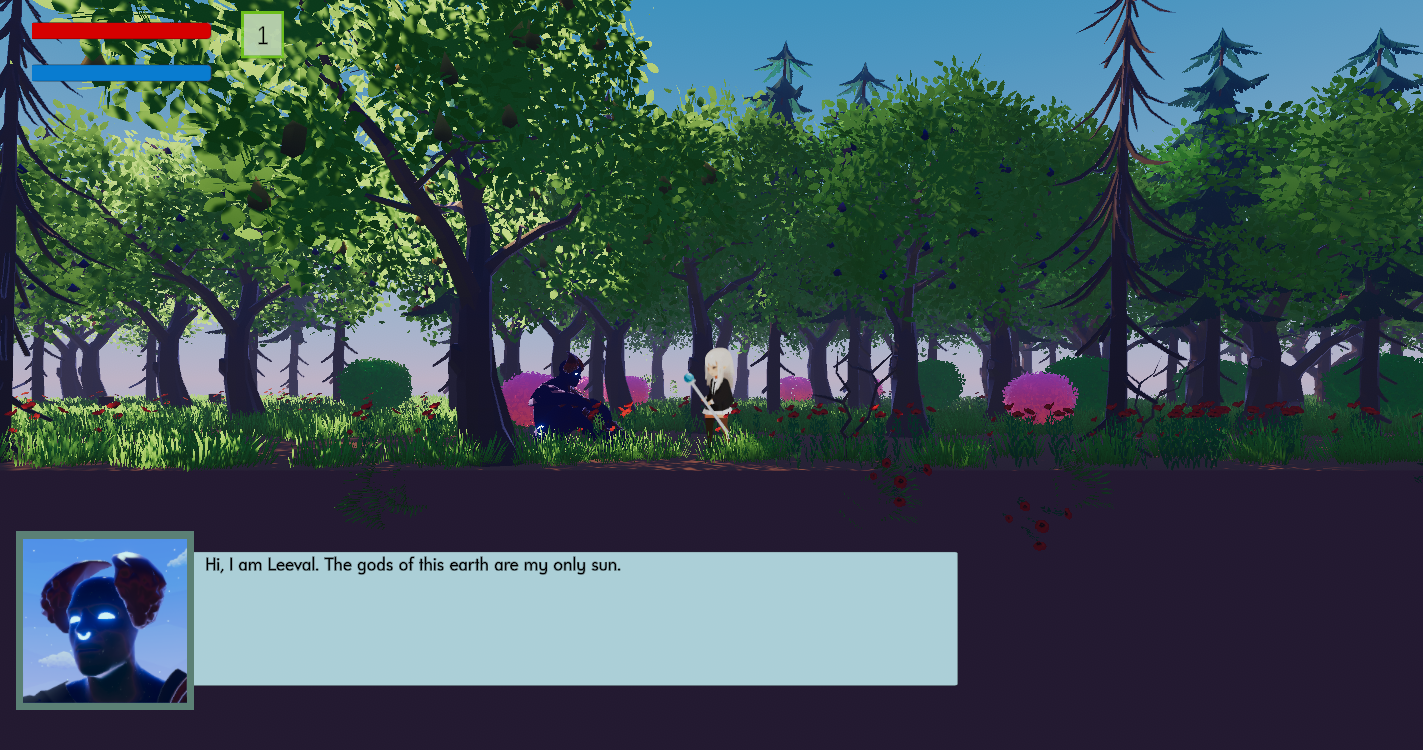 1
Hi, I am Leeval. The gods of this earth are my only sun.